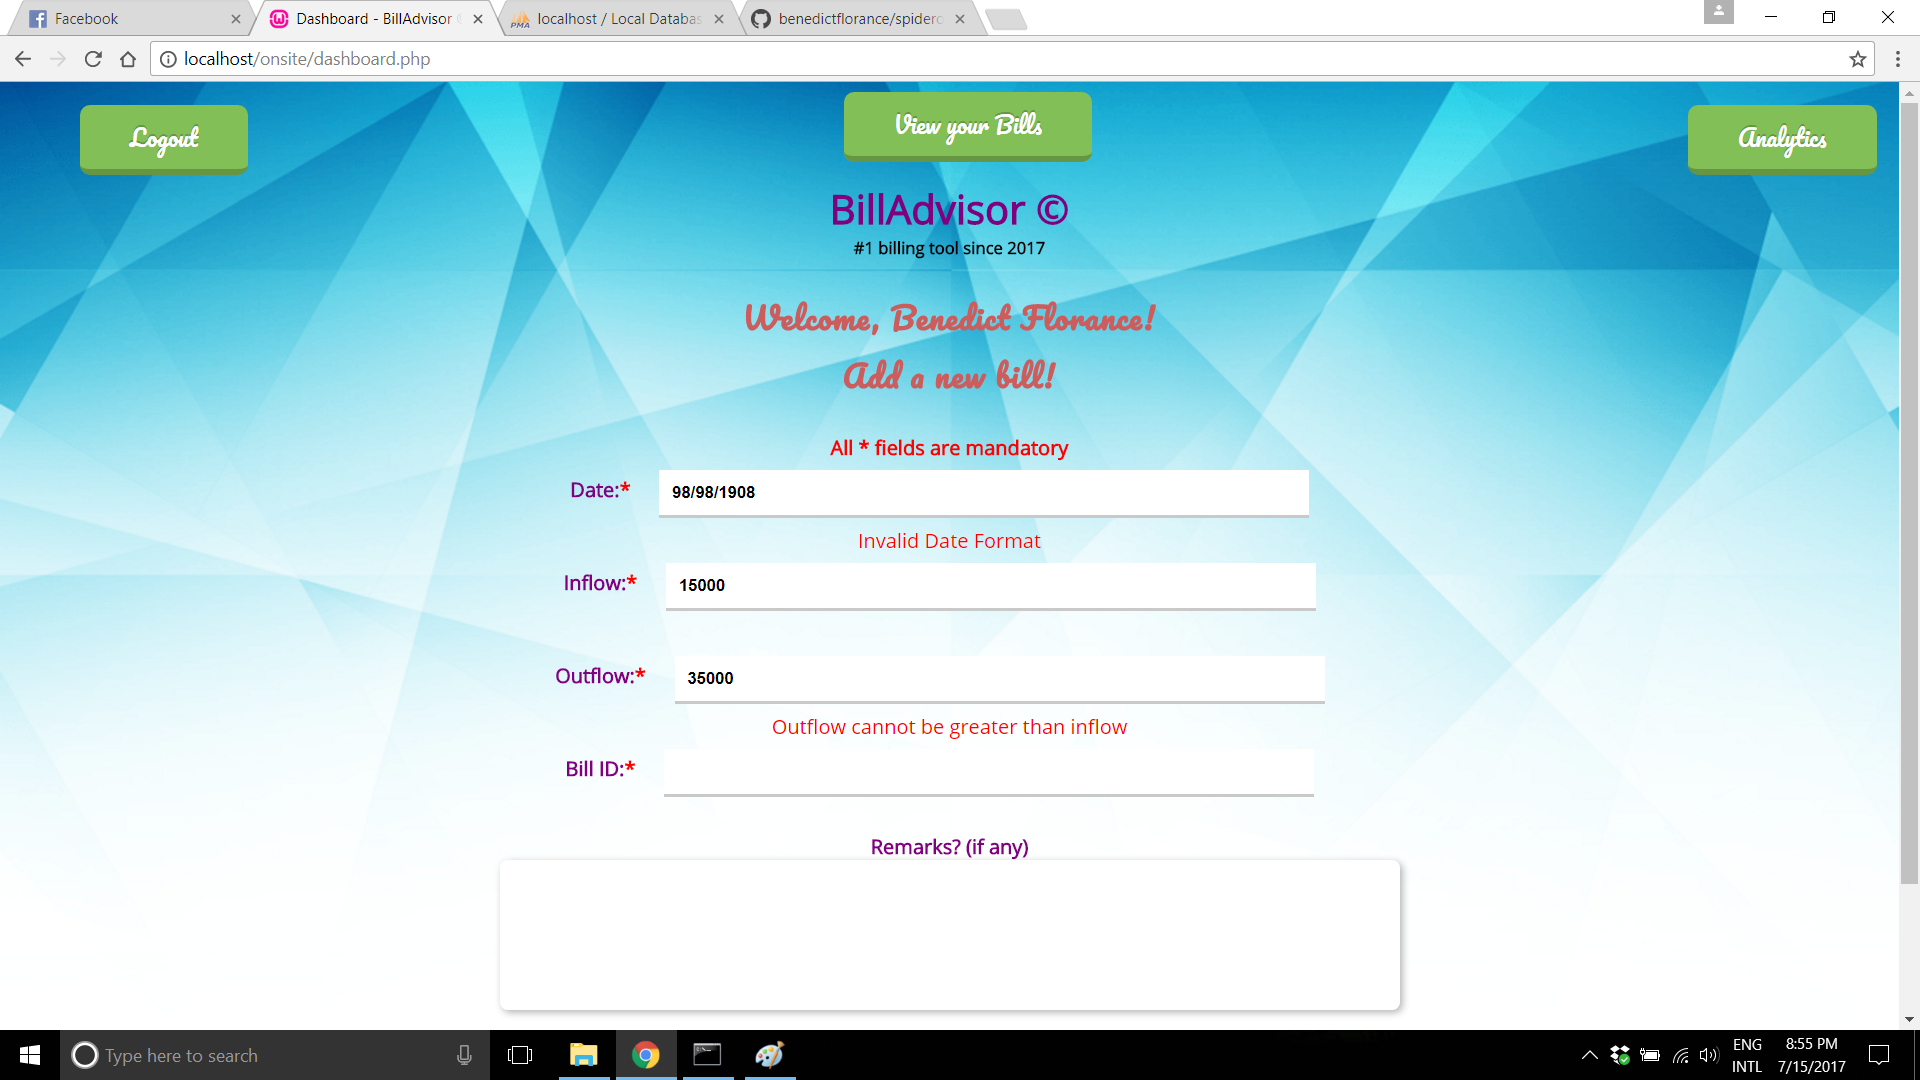 Facebook
Dashboard - BillAdvisor
localhost / Local Databas
benedictflorance/spider
localhost/onsite/dashboard.php
Logout
View your Bills
Analytics
BillAdvisor ©
#1 billing tool since 2017
Welcome, Benedict Florance!
Add a new bill!
All * fields are mandatory
Date:* 98/98/1908
Invalid Date Format
Inflow:* 15000
Outflow:* 35000
Outflow cannot be greater than inflow
Bill ID:*
Remarks? (if any)
Type here to search
ENG
INTL
8:55 PM
7/15/2017